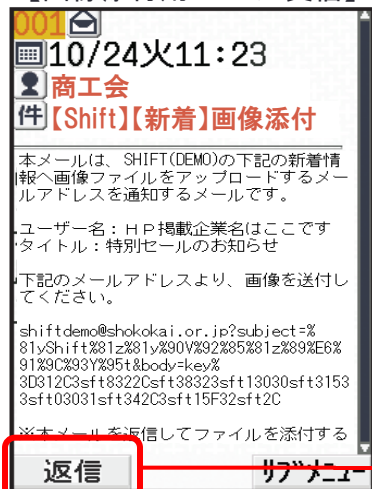 001
10/24火11:23
商工会
件【Shift】【新着】画像添付
本メールは、SHIFT(DEMO)の下記の新着情
報へ画像ファイルをアップロードするメー
ルアドレスを通知するメールです。
ユーザー名：ＨＰ掲載企業名はここです
タイトル：特別セールのお知らせ
下記のメールアドレスより、画像を送付し
てください。
shiftdemo@shokokai.or.jp?subject=%
81yShift%81z%81y%90V%92%85%81z%89%E6%
91%9C%93Y%95t&body=key%
3D312C3sft8322Csft38323sft13030sft3153
3sft03031sft342C3sft15F32sft2C
※本メールを返信してファイルを添付する
返信
ｻﾌﾞﾒﾆｭｰ